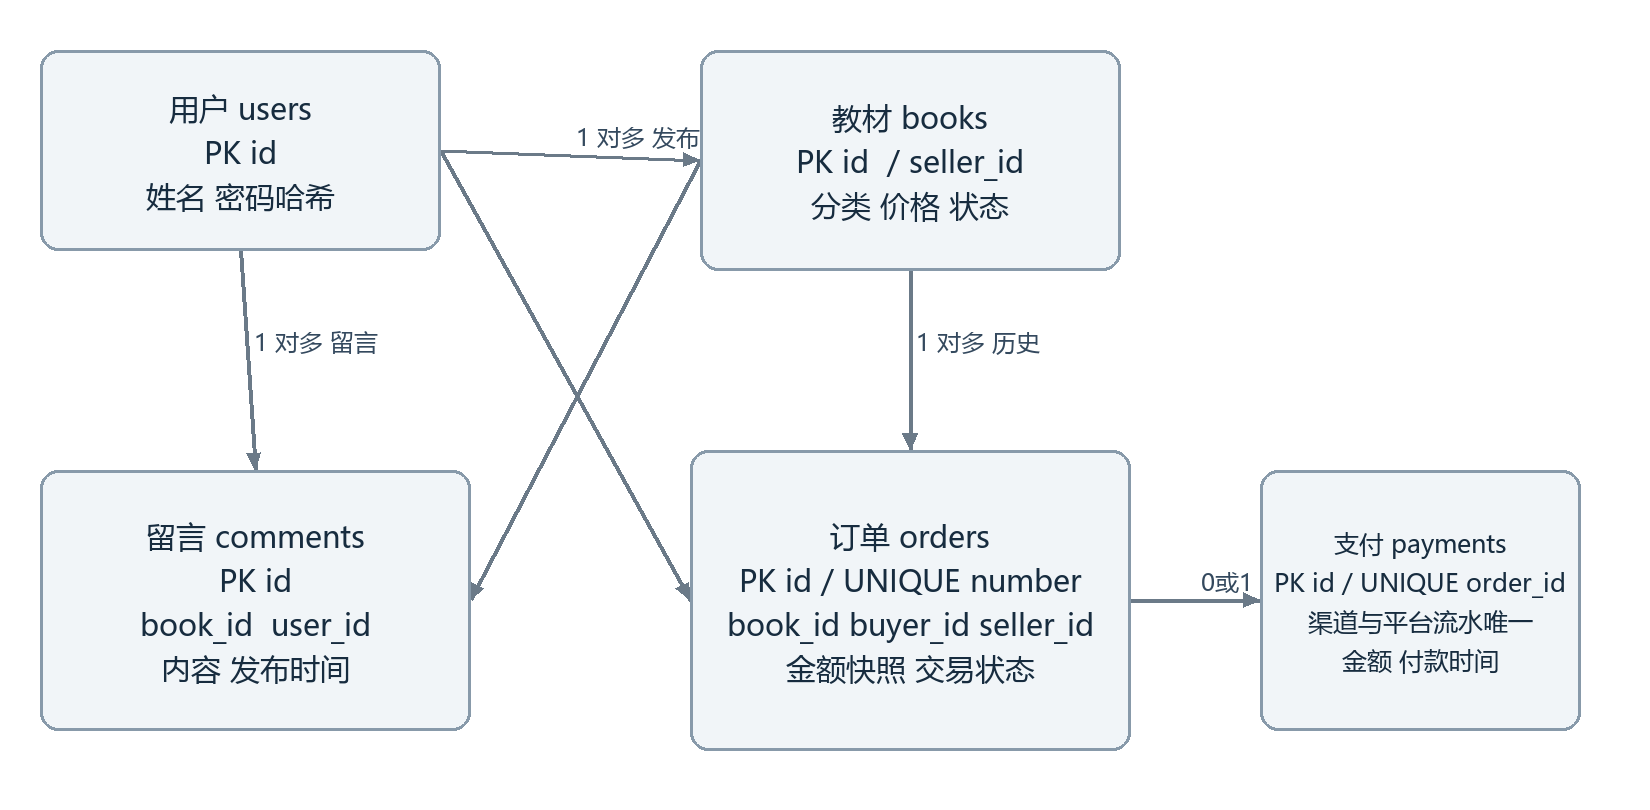 用户 users
PK id
姓名 密码哈希
1 对多 发布
教材 books
PK id / seller_id
分类 价格 状态
1 对多 留言
1 对多 历史
留言 comments
PK id
book_id user_id
内容 发布时间
订单 orders
PK id / UNIQUE number
book_id buyer_id seller_id
金额快照 交易状态
0或1
支付 payments
PK id / UNIQUE order_id
渠道与平台流水唯一
金额 付款时间